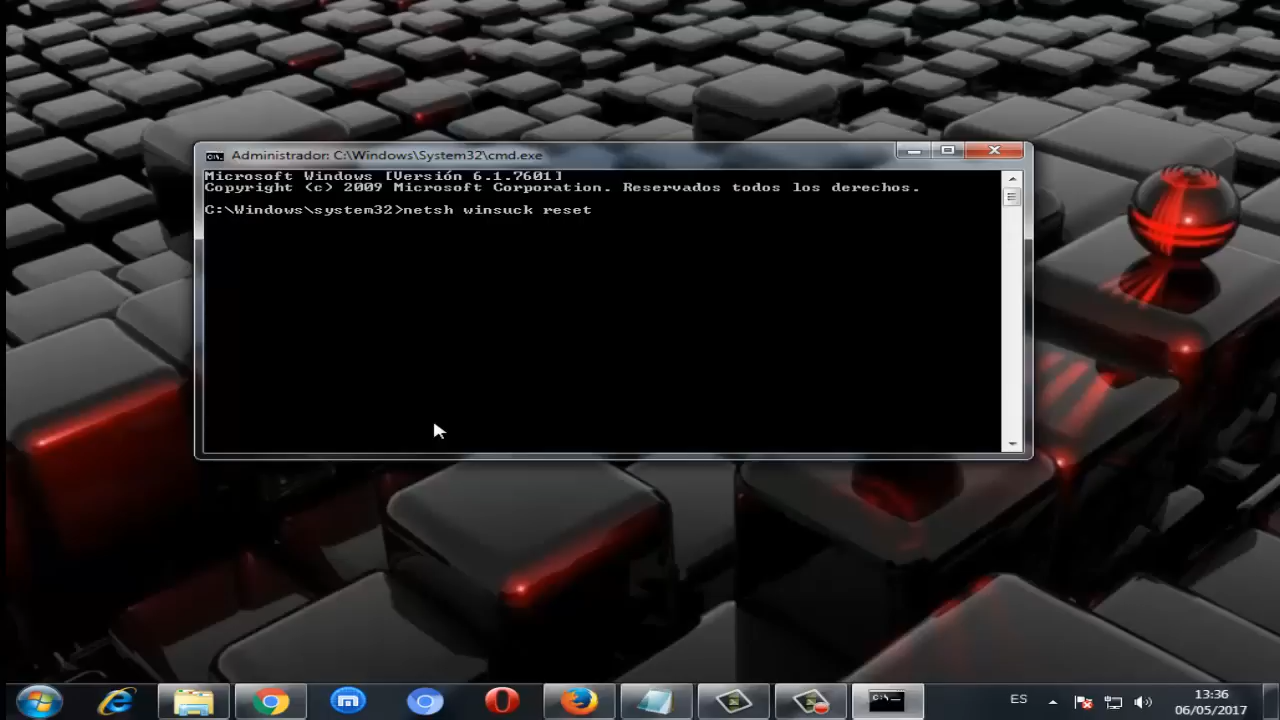 Administrador: C:\Windows\System32\cmd.exe
Microsoft Windows [Versión 6.1.7601]
Copyright (c) 2009 Microsoft Corporation. Reservados todos los derechos.
C:\Windows\system32>netsh winsuck reset
ES
13:36
06/05/2017